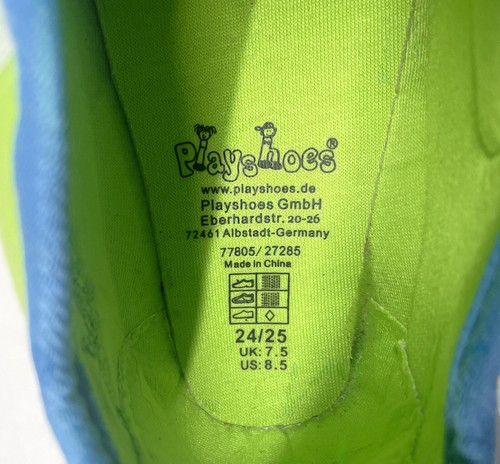 Playshoes®
www.playshoes.de
Playshoes GmbH
Eberhardstr. 20-26
72461 Albstadt-Germany
77805/27285
Made in China
24/25
UK: 7.5
US: 8.5